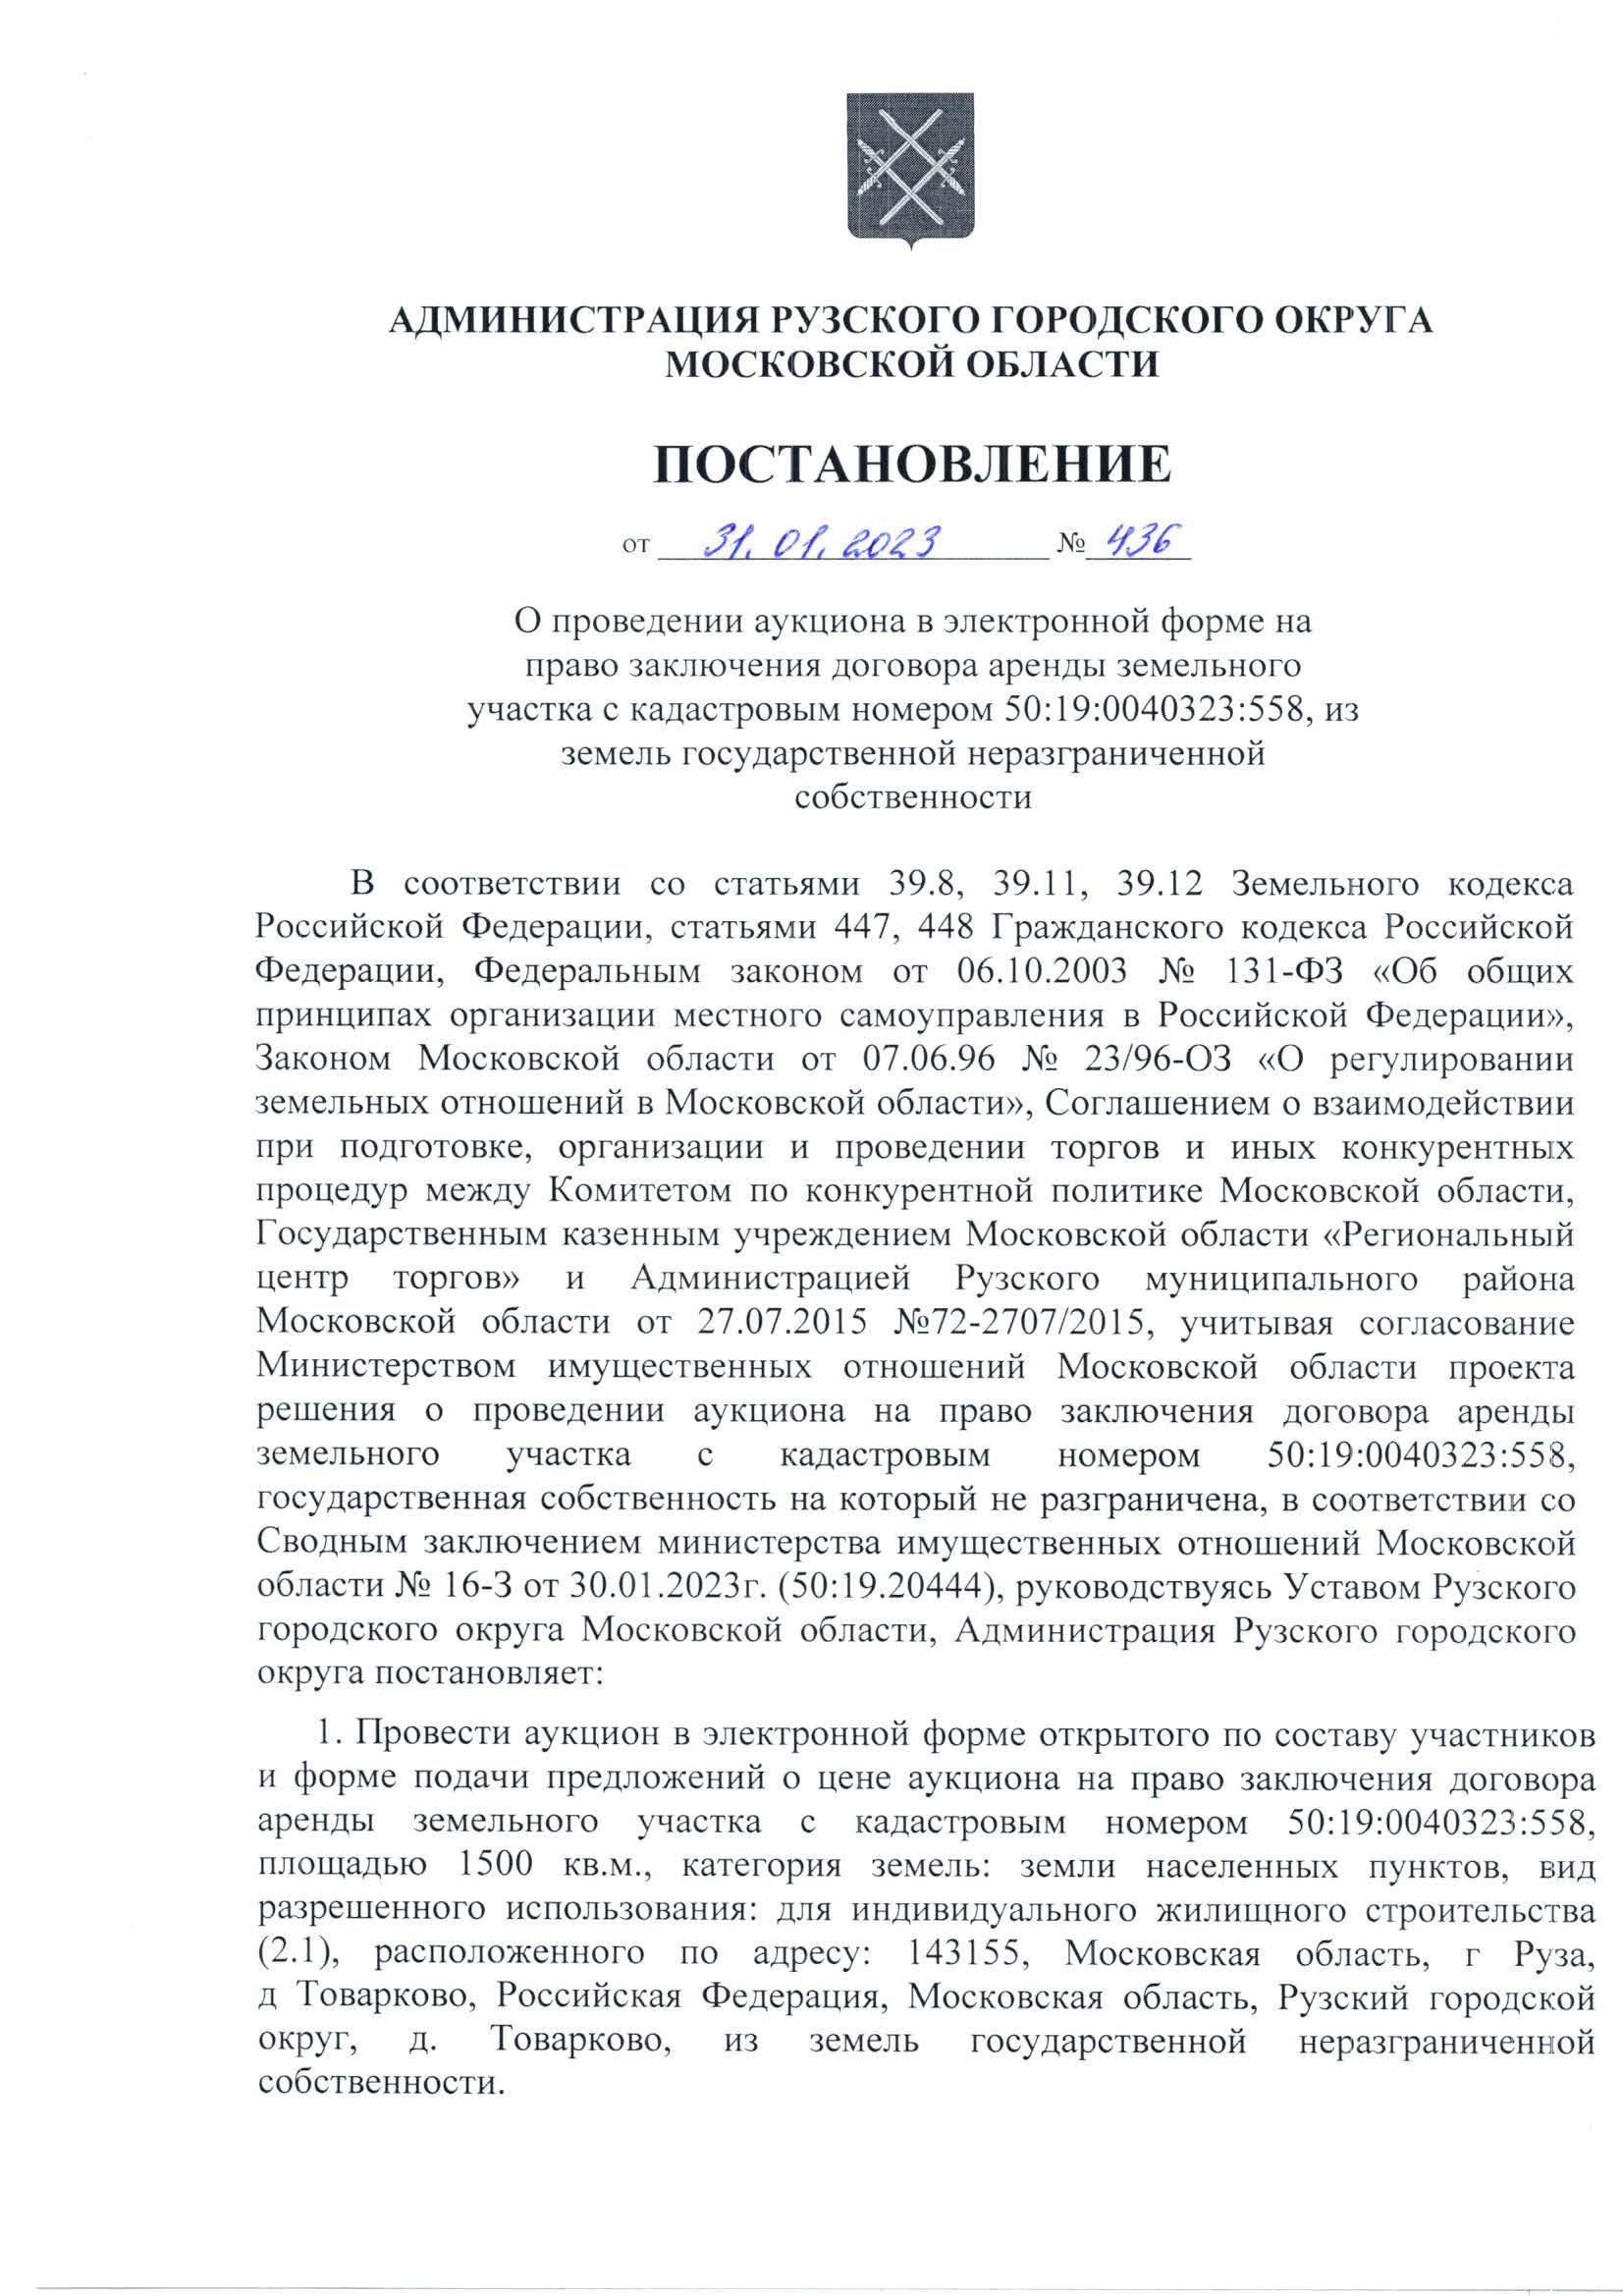 АДМИНИСТРАЦИЯ РУЗСКОГО ГОРОДСКОГО ОКРУГА
МОСКОВСКОЙ ОБЛАСТИ
ПОСТАНОВЛЕНИЕ
от 31.01.2023 № 436
О проведении аукциона в электронной форме на
право заключения договора аренды земельного
участка с кадастровым номером 50:19:0040323:558, из
земель государственной неразграниченной
собственности
В соответствии со статьями 39.8, 39.11, 39.12 Земельного кодекса
Российской Федерации, статьями 447, 448 Гражданского кодекса Российской
Федерации, Федеральным законом от 06.10.2003 № 131-ФЗ «Об общих
принципах организации местного самоуправления в Российской Федерации»,
Законом Московской области от 07.06.96 № 23/96-ОЗ «О регулировании
земельных отношений в Московской области», Соглашением о взаимодействии
при подготовке, организации и проведении торгов и иных конкурентных
процедур между Комитетом по конкурентной политике Московской области,
Государственным казенным учреждением Московской области «Региональный
центр торгов» и Администрацией Рузского муниципального района
Московской области от 27.07.2015 №72-2707/2015, учитывая согласование
Министерством имущественных отношений Московской области проекта
решения о проведении аукциона на право заключения договора аренды
земельного участка с кадастровым номером 50:19:0040323:558,
государственная собственность на который не разграничена, в соответствии со
Сводным заключением министерства имущественных отношений Московской
области № 16-З от 30.01.2023г. (50:19.20444), руководствуясь Уставом Рузского
городского округа Московской области, Администрация Рузского городского
округа постановляет:
1. Провести аукцион в электронной форме открытого по составу участников
и форме подачи предложений о цене аукциона на право заключения договора
аренды земельного участка с кадастровым номером 50:19:0040323:558,
площадью 1500 кв.м., категория земель: земли населенных пунктов, вид
разрешенного использования: для индивидуального жилищного строительства
(2.1), расположенного по адресу: 143155, Московская область, г Руза,
д Товарково, Российская Федерация, Московская область, Рузский городской
округ, д. Товарково, из земель государственной неразграниченной
собственности.